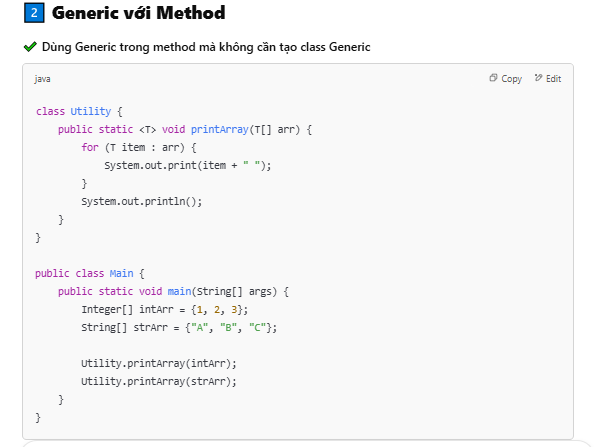 2 Generic với Method
✔ Dùng Generic trong method mà không cần tạo class Generic
java Copy Edit
class Utility {
    public static <T> void printArray(T[] arr) {
        for (T item : arr) {
            System.out.print(item + " ");
        }
        System.out.println();
    }
}

public class Main {
    public static void main(String[] args) {
        Integer[] intArr = {1, 2, 3};
        String[] strArr = {"A", "B", "C"};

        Utility.printArray(intArr);
        Utility.printArray(strArr);
    }
}